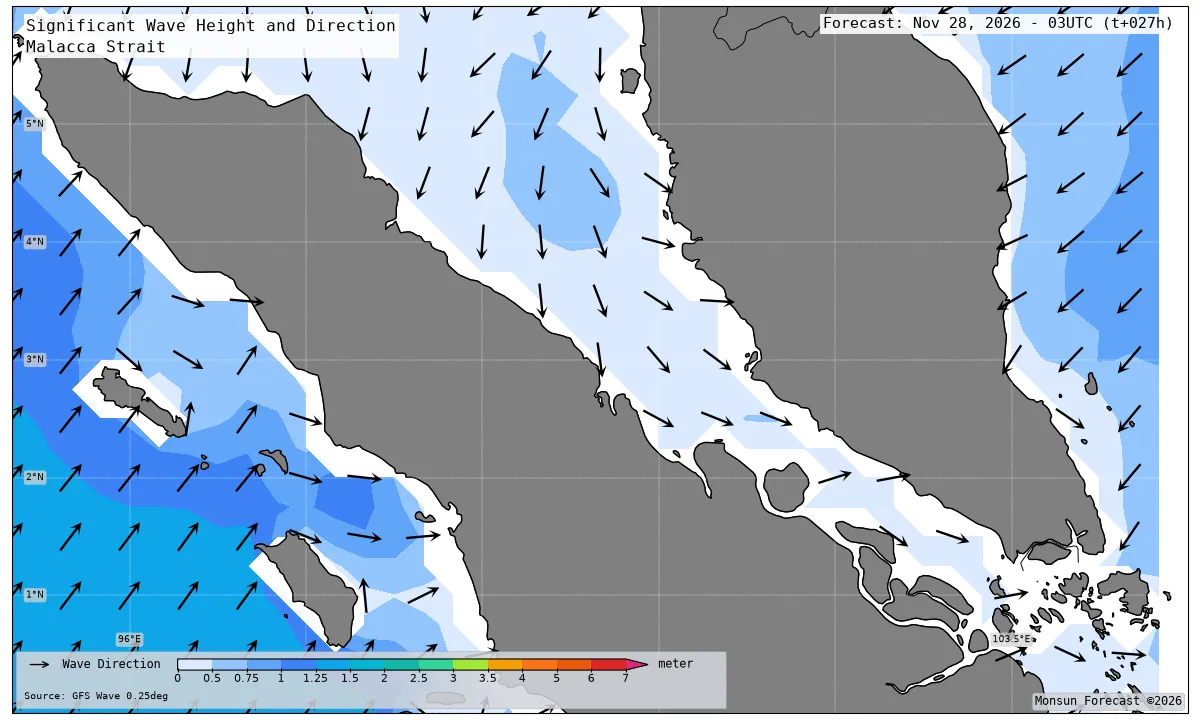 Significant Wave Height and Direction
Malacca Strait
Forecast: Nov 28, 2026 - 03UTC (t+027h)
5°N
4°N
3°N
2°N
1°N
96°E
103.5°E
Wave Direction
meter
0 0.5 0.75 1 1.25 1.5 2 2.5 3 3.5 4 5 6 7
Source: GFS Wave 0.25deg
Monsun Forecast ©2026